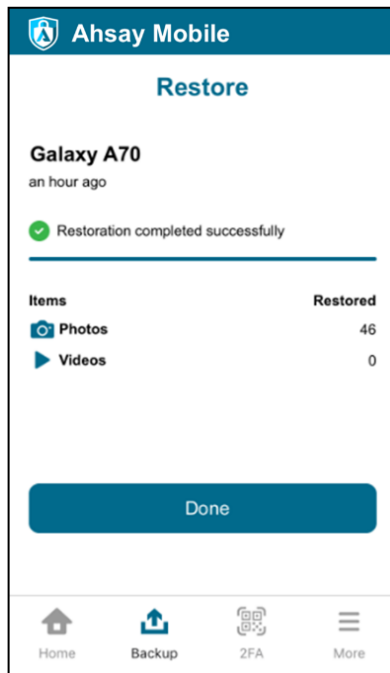 Ahsay Mobile
Restore
Galaxy A70
an hour ago
Restoration completed successfully
Items Restored
Photos 46
Videos 0
Done
Home Backup 2FA More